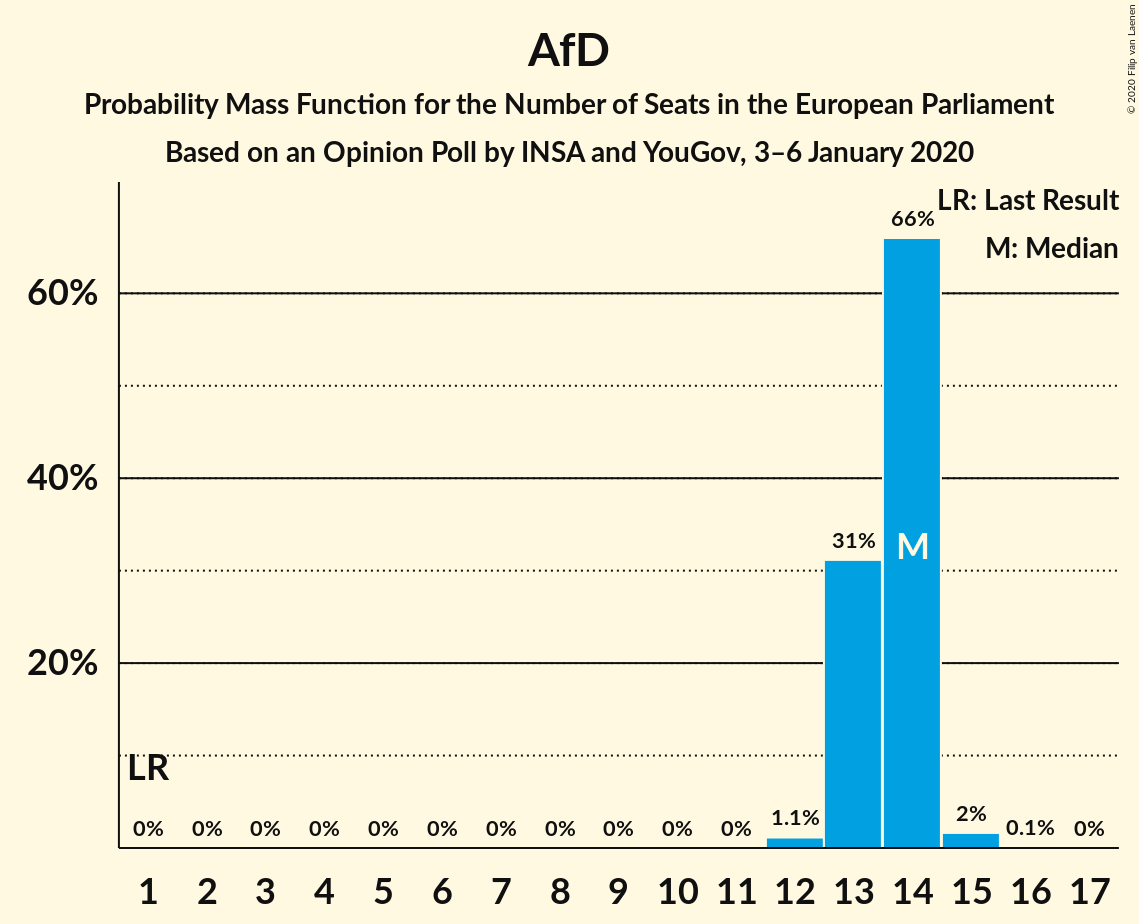 AfD
Probability Mass Function for the Number of Seats in the European Parliament
Based on an Opinion Poll by INSA and YouGov, 3–6 January 2020
© 2020 Filip van Laenen
LR: Last Result
M: Median
60%
40%
20%
LR
M
0% 0% 0% 0% 0% 0% 0% 0% 0% 0% 0% 1.1% 31% 66% 2% 0.1% 0%
1 2 3 4 5 6 7 8 9 10 11 12 13 14 15 16 17